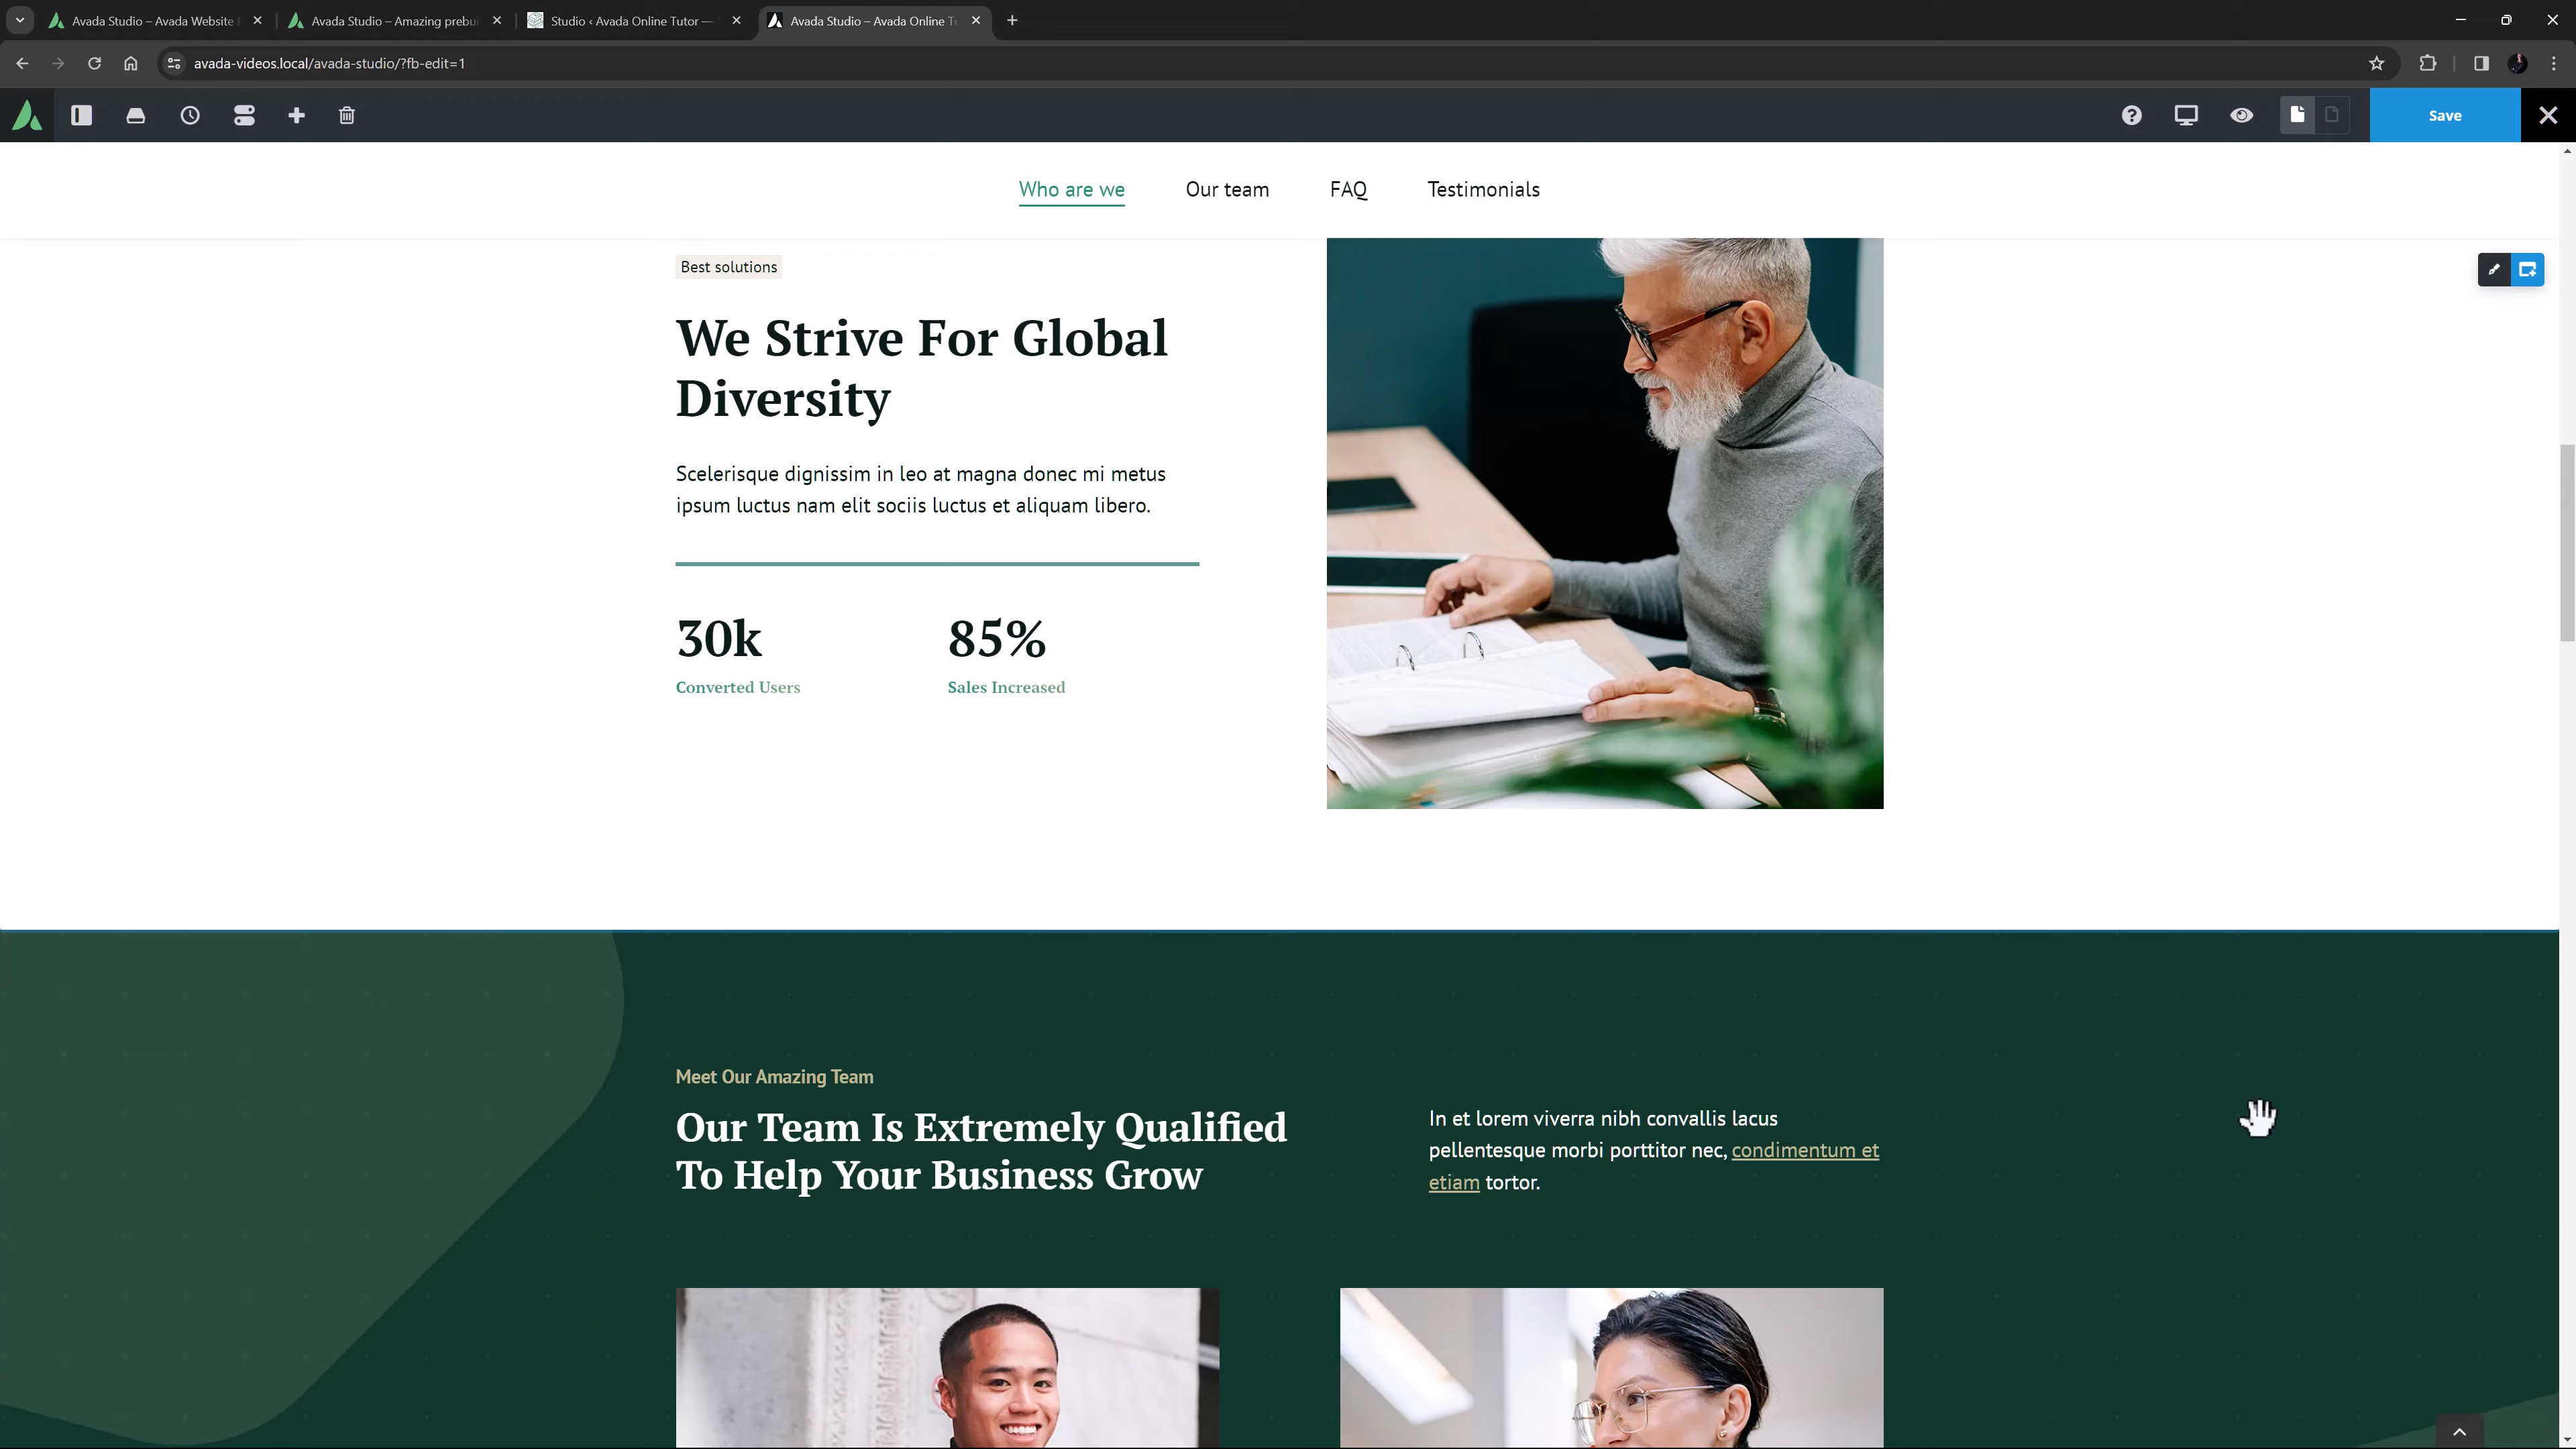 Avada Studio – Avada Website
Avada Studio – Amazing prebui
Studio ‹ Avada Online Tutor —
Avada Studio – Avada Online T
avada-videos.local/avada-studio/?fb-edit=1
Save
Who are we
Our team
FAQ
Testimonials
Best solutions
We Strive For Global
Diversity
Scelerisque dignissim in leo at magna donec mi metus
ipsum luctus nam elit sociis luctus et aliquam libero.
30k
85%
Converted Users
Sales Increased
Meet Our Amazing Team
Our Team Is Extremely Qualified
To Help Your Business Grow
In et lorem viverra nibh convallis lacus
pellentesque morbi porttitor nec, condimentum et
etiam tortor.